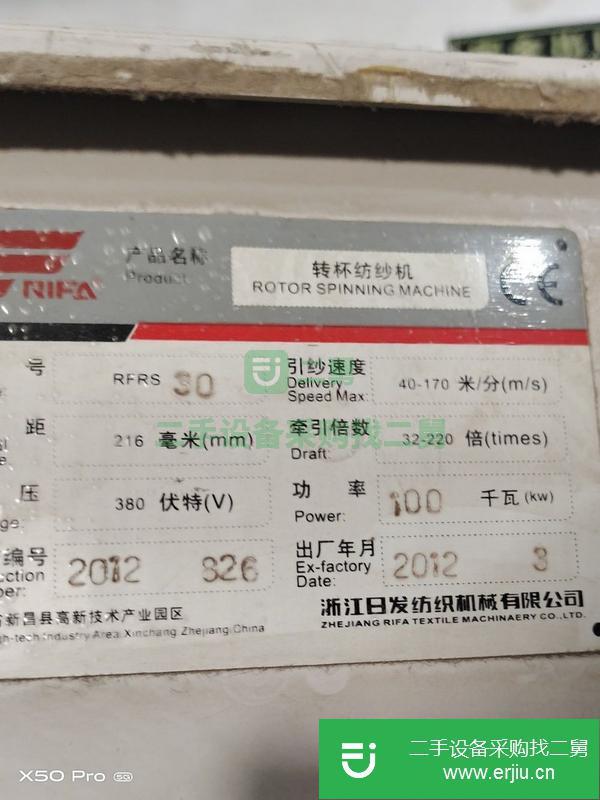 RIFA
产品名称
Product
转杯纺纱机
ROTOR SPINNING MACHINE
CE
号
RFRS 30
引纱速度
Delivery
Speed Max:
40-170 米/分(m/s)
距
216 毫米(mm)
牵引倍数
Draft:
32-220 倍(times)
压
380 伏特(V)
功 率
Power:
100 千瓦(kw)
编号
2012 826
出厂年月
Ex-factory
Date:
2012 3
新昌县高新技术产业园区
gh-tech Industry Area Xinchang Zhejiang China
浙江日发纺织机械有限公司
ZHEJIANG RIFA TEXTILE MACHINAERY CO.,LTD.
二舅
二手设备采购找二舅
X50 Pro 5G
二手设备采购找二舅
www.erjiu.cn